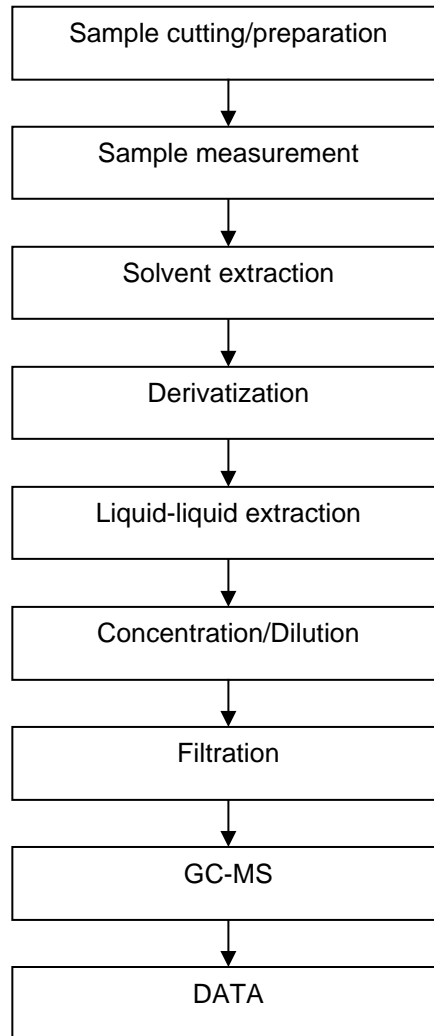 Sample cutting/preparation
Sample measurement
Solvent extraction
Derivatization
Liquid-liquid extraction
Concentration/Dilution
Filtration
GC-MS
DATA